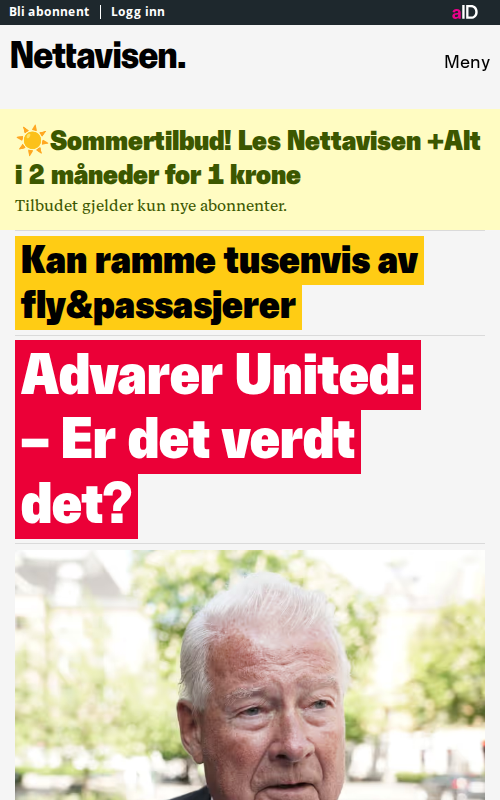 Bli abonnent | Logg inn
aID
Nettavisen.
Meny
☀️Sommertilbud! Les Nettavisen +Alt
i 2 måneder for 1 krone
Tilbudet gjelder kun nye abonnenter.
Kan ramme tusenvis av
fly&passasjerer
Advarer United:
– Er det verdt
det?